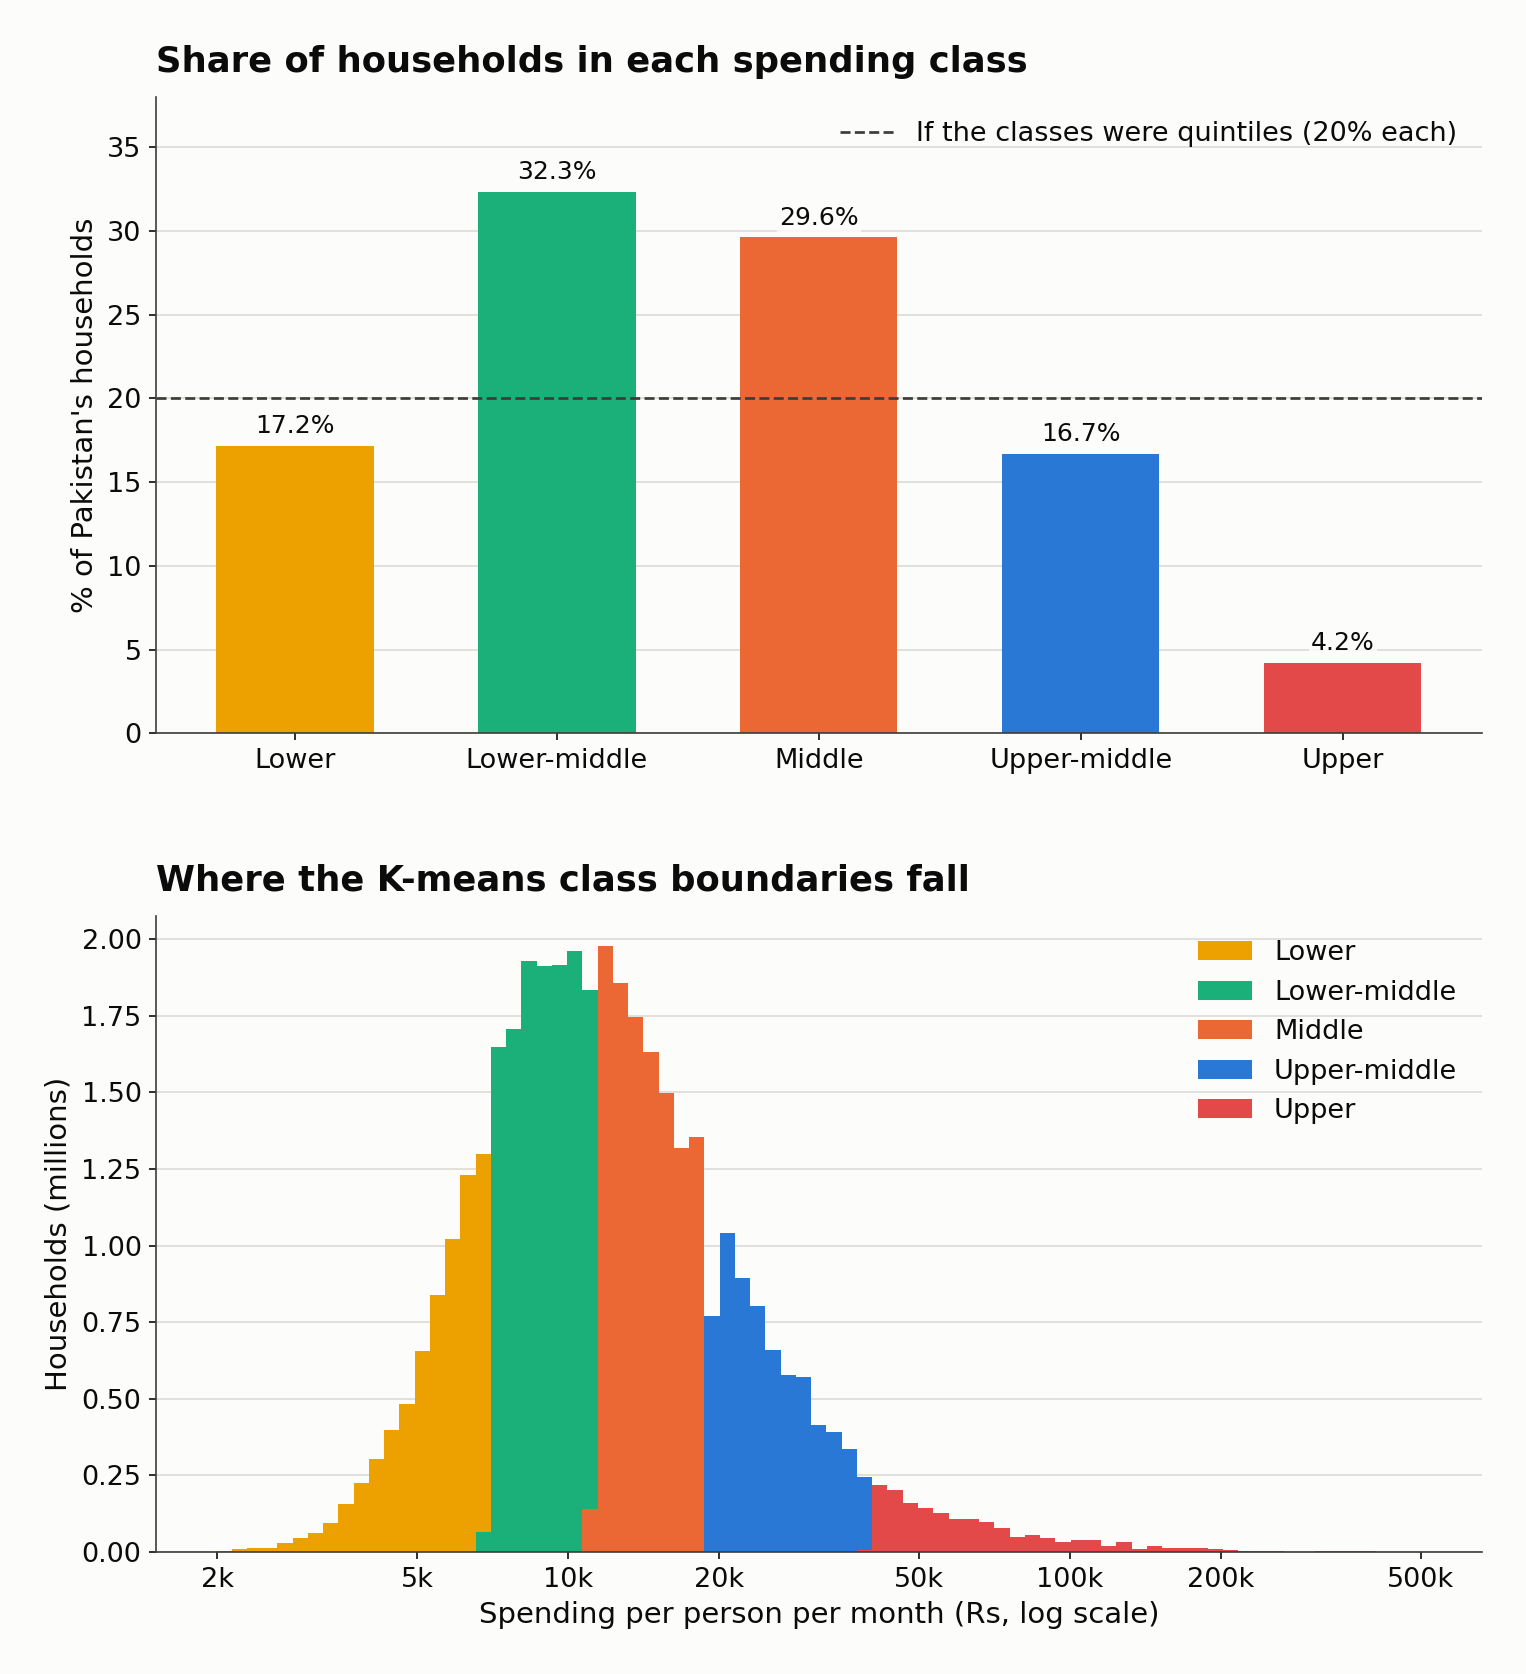 Share of households in each spending class
If the classes were quintiles (20% each)
% of Pakistan's households
35
30
25
20
15
10
5
0
17.2%
32.3%
29.6%
16.7%
4.2%
Lower
Lower-middle
Middle
Upper-middle
Upper
Where the K-means class boundaries fall
Households (millions)
2.00
1.75
1.50
1.25
1.00
0.75
0.50
0.25
0.00
Lower
Lower-middle
Middle
Upper-middle
Upper
2k
5k
10k
20k
50k
100k
200k
500k
Spending per person per month (Rs, log scale)